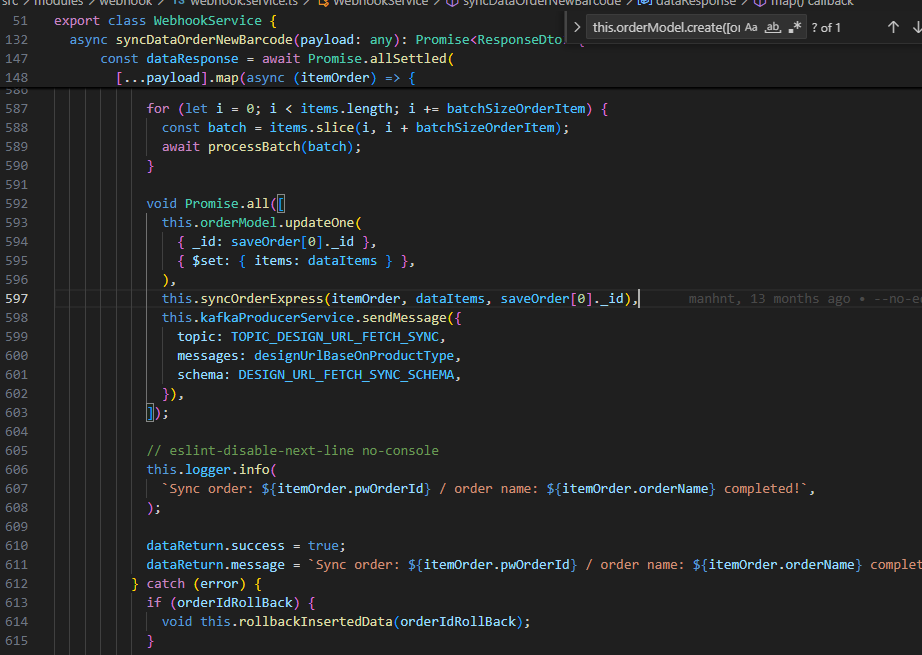 src > modules > webhook > TS webhook.service.ts > WebhookService > syncDataOrderNewBarcode > dataResponse > map() callback
51 export class WebhookService {
132 async syncDataOrderNewBarcode(payload: any): Promise<ResponseDto
147 const dataResponse = await Promise.allSettled(
148 [...payload].map(async (itemOrder) => {
this.orderModel.create([or Aa ab .* ? of 1
586
587 for (let i = 0; i < items.length; i += batchSizeOrderItem) {
588 const batch = items.slice(i, i + batchSizeOrderItem);
589 await processBatch(batch);
590 }
591
592 void Promise.all([
593 this.orderModel.updateOne(
594 { _id: saveOrder[0]._id },
595 { $set: { items: dataItems } },
596 ),
597 this.syncOrderExpress(itemOrder, dataItems, saveOrder[0]._id), manhnt, 13 months ago • --no-e
598 this.kafkaProducerService.sendMessage({
599 topic: TOPIC_DESIGN_URL_FETCH_SYNC,
600 messages: designUrlBaseOnProductType,
601 schema: DESIGN_URL_FETCH_SYNC_SCHEMA,
602 }),
603 ]);
604
605 // eslint-disable-next-line no-console
606 this.logger.info(
607 `Sync order: ${itemOrder.pwOrderId} / order name: ${itemOrder.orderName} completed!`,
608 );
609
610 dataReturn.success = true;
611 dataReturn.message = `Sync order: ${itemOrder.pwOrderId} / order name: ${itemOrder.orderName} complet
612 } catch (error) {
613 if (orderIdRollBack) {
614 void this.rollbackInsertedData(orderIdRollBack);
615 }